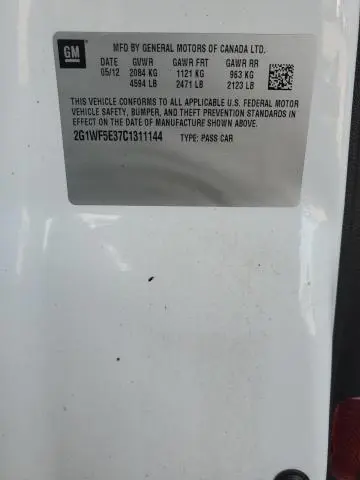 GM
MFD BY GENERAL MOTORS OF CANADA LTD.
DATE GVWR GAWR FRT GAWR RR
05/12 2084 KG 1121 KG 963 KG
4594 LB 2471 LB 2123 LB
THIS VEHICLE CONFORMS TO ALL APPLICABLE U.S. FEDERAL MOTOR
VEHICLE SAFETY, BUMPER, AND THEFT PREVENTION STANDARDS IN
EFFECT ON THE DATE OF MANUFACTURE SHOWN ABOVE.
2G1WF5E37C1311144 TYPE: PASS CAR